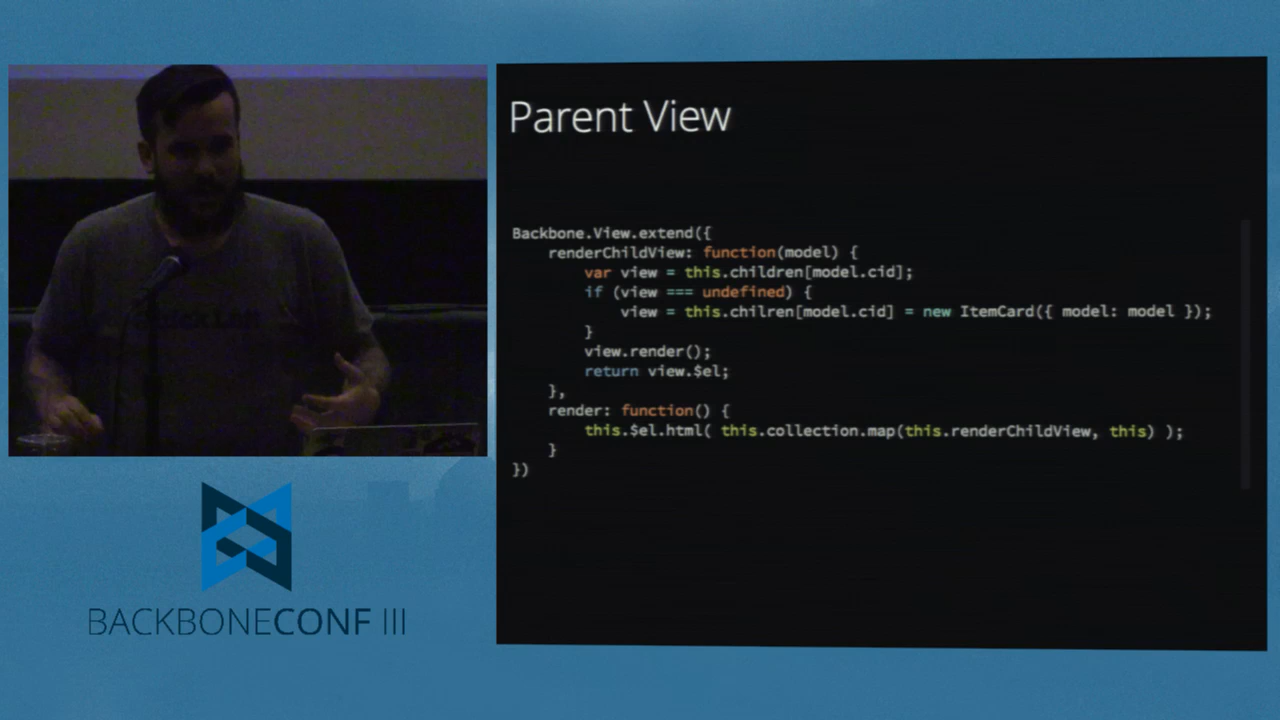 Parent View
Backbone.View.extend({
renderChildView: function(model) {
var view = this.children[model.cid];
if (view === undefined) {
view = this.chilren[model.cid] = new ItemCard({ model: model });
}
view.render();
return view.$el;
},
render: function() {
this.$el.html( this.collection.map(this.renderChildView, this) );
}
})
BACKBONECONF III